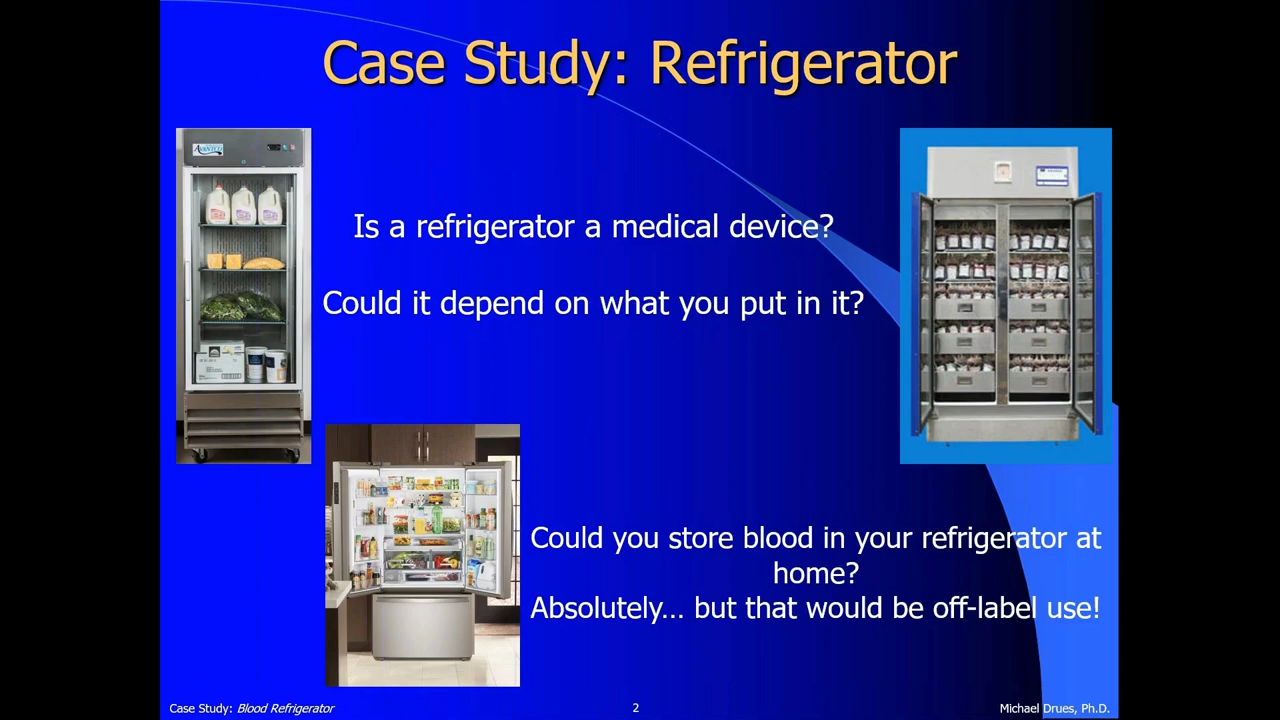 Case Study: Refrigerator
Is a refrigerator a medical device?
Could it depend on what you put in it?
Could you store blood in your refrigerator at
home?
Absolutely... but that would be off-label use!
Case Study: Blood Refrigerator
2
Michael Drues, Ph.D.